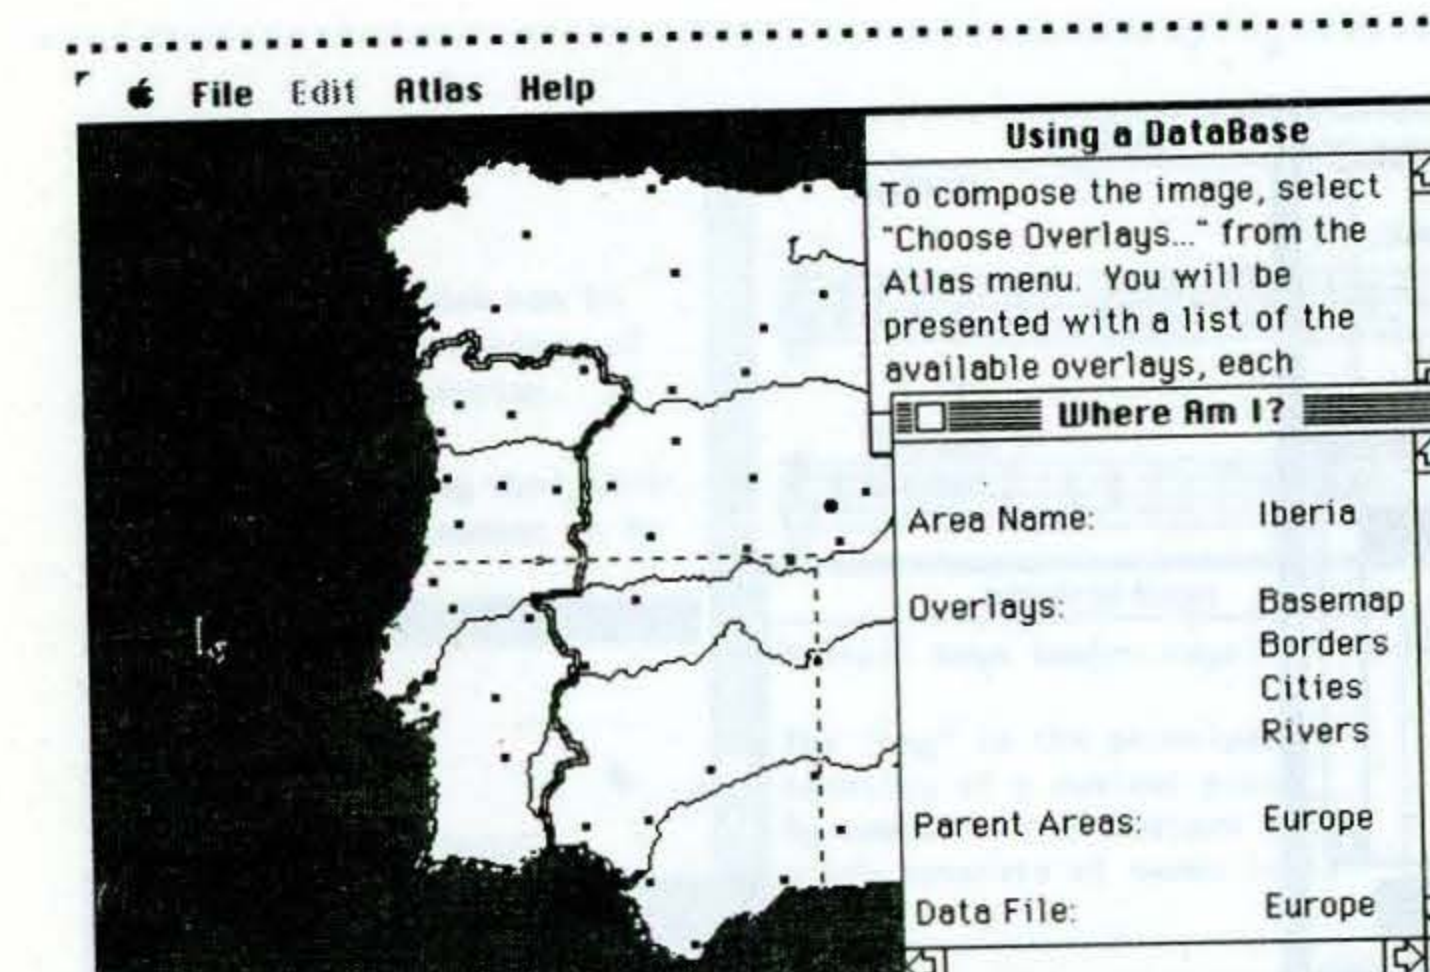 File Edit Atlas Help
Using a DataBase
To compose the image, select
"Choose Overlays..." from the
Atlas menu. You will be
presented with a list of the
available overlays, each
Where Am I?
Area Name: Iberia
Overlays: Basemap
Borders
Cities
Rivers
Parent Areas: Europe
Data File: Europe